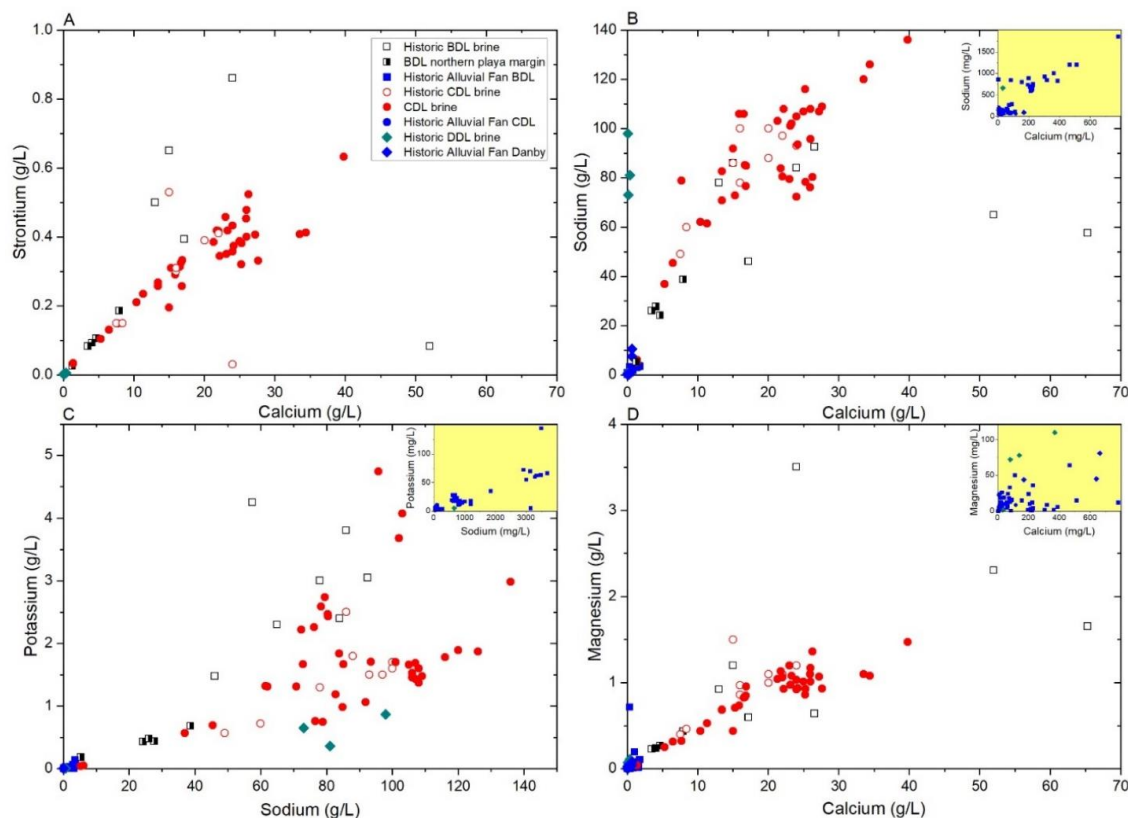 A
Strontium (g/L)
1.0
0.8
0.6
0.4
0.2
0.0
0 10 20 30 40 50 60 70
Calcium (g/L)
Historic BDL brine
BDL northern playa margin
Historic Alluvial Fan BDL
Historic CDL brine
CDL brine
Historic Alluvial Fan CDL
Historic DDL brine
Historic Alluvial Fan Danby
B
Sodium (g/L)
140
120
100
80
60
40
20
0
0 10 20 30 40 50 60 70
Calcium (g/L)
Sodium (mg/L)
1500
1000
500
0
0 200 400 600
Calcium (mg/L)
C
Potassium (g/L)
5
4
3
2
1
0
0 20 40 60 80 100 120 140
Sodium (g/L)
Potassium (mg/L)
100
50
0
0 1000 2000 3000
Sodium (mg/L)
D
Magnesium (g/L)
4
3
2
1
0
0 10 20 30 40 50 60 70
Calcium (g/L)
Magnesium (mg/L)
100
50
0
0 200 400 600
Calcium (mg/L)